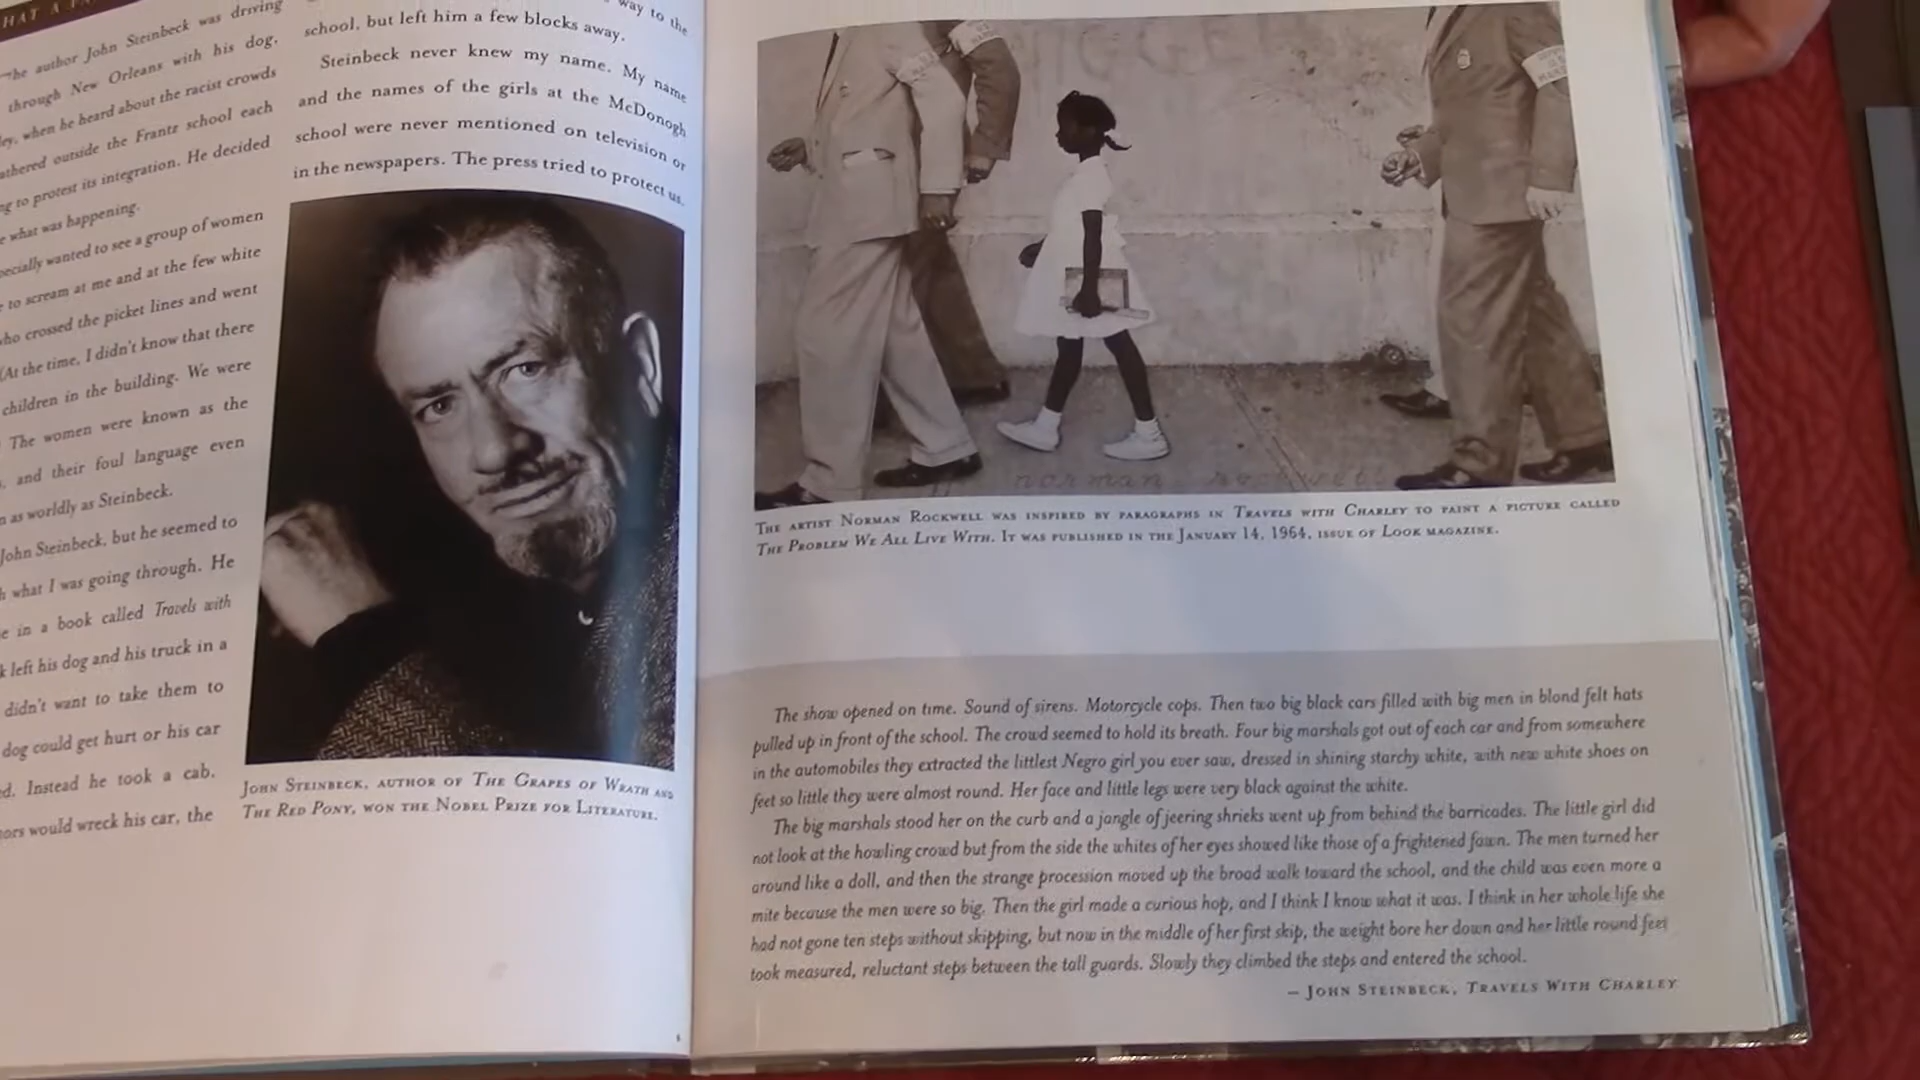 HAT A
The author John Steinbeck was driving
through New Orleans with his dog,
ley, when he heard about the racist crowds
athered outside the Frantz school each
ng to protest its integration. He decided
e what was happening.
pecially wanted to see a group of women
e to scream at me and at the few white
who crossed the picket lines and went
(At the time, I didn't know that there
children in the building. We were
The women were known as the
, and their foul language even
n as worldly as Steinbeck.
John Steinbeck, but he seemed to
h what I was going through. He
e in a book called Travels with
k left his dog and his truck in a
didn't want to take them to
dog could get hurt or his car
d. Instead he took a cab,
ors would wreck his car, the
way to the
school, but left him a few blocks away.
Steinbeck never knew my name. My name
and the names of the girls at the McDonogh
school were never mentioned on television or
in the newspapers. The press tried to protect us.
JOHN STEINBECK, AUTHOR OF THE GRAPES OF WRATH AND
THE RED PONY, WON THE NOBEL PRIZE FOR LITERATURE.
norman rockwell
THE ARTIST NORMAN ROCKWELL WAS INSPIRED BY PARAGRAPHS IN TRAVELS WITH CHARLEY TO PAINT A PICTURE CALLED
THE PROBLEM WE ALL LIVE WITH. IT WAS PUBLISHED IN THE JANUARY 14, 1964, ISSUE OF LOOK MAGAZINE.
The show opened on time. Sound of sirens. Motorcycle cops. Then two big black cars filled with big men in blond felt hats
pulled up in front of the school. The crowd seemed to hold its breath. Four big marshals got out of each car and from somewhere
in the automobiles they extracted the littlest Negro girl you ever saw, dressed in shining starchy white, with new white shoes on
feet so little they were almost round. Her face and little legs were very black against the white.
The big marshals stood her on the curb and a jangle of jeering shrieks went up from behind the barricades. The little girl did
not look at the howling crowd but from the side the whites of her eyes showed like those of a frightened fawn. The men turned her
around like a doll, and then the strange procession moved up the broad walk toward the school, and the child was even more a
mite because the men were so big. Then the girl made a curious hop, and I think I know what it was. I think in her whole life she
had not gone ten steps without skipping, but now in the middle of her first skip, the weight bore her down and her little round feet
took measured, reluctant steps between the tall guards. Slowly they climbed the steps and entered the school.
– JOHN STEINBECK, TRAVELS WITH CHARLEY